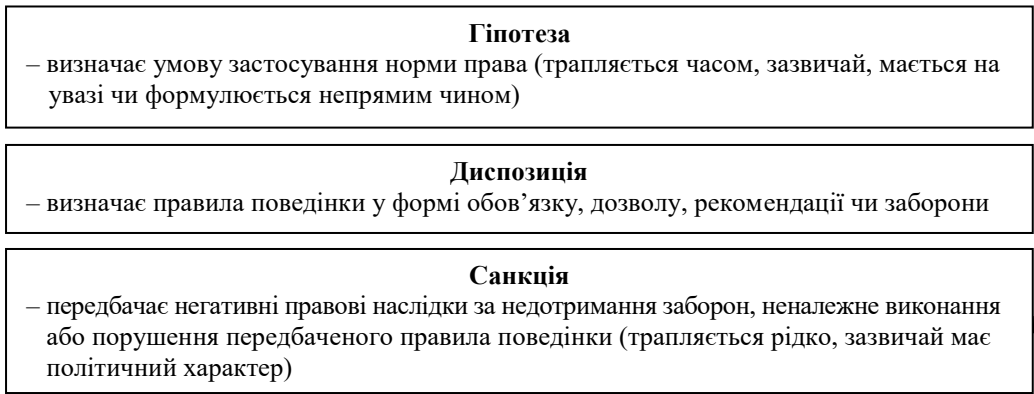 Гіпотеза
– визначає умову застосування норми права (трапляється часом, зазвичай, мається на
увазі чи формулюється непрямим чином)
Диспозиція
– визначає правила поведінки у формі обов’язку, дозволу, рекомендації чи заборони
Санкція
– передбачає негативні правові наслідки за недотримання заборон, неналежне виконання
або порушення передбаченого правила поведінки (трапляється рідко, зазвичай має
політичний характер)